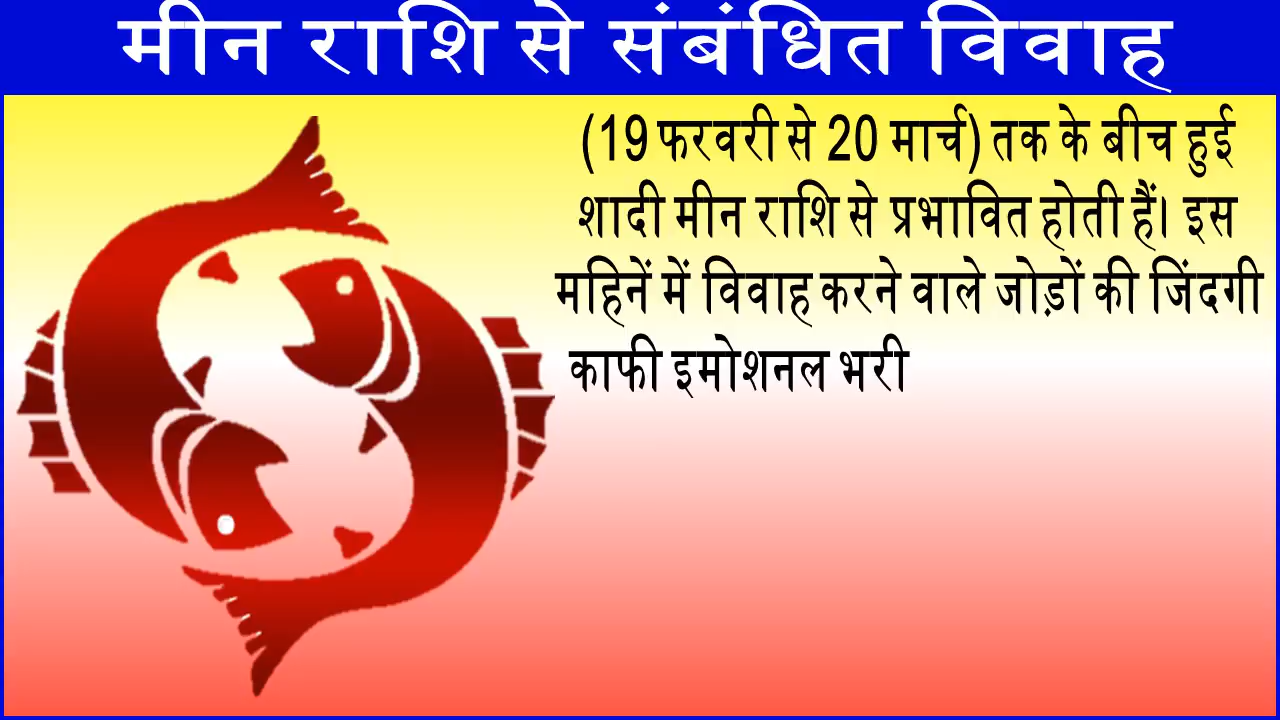 मीन राशि से संबंधित विवाह
(19 फरवरी से 20 मार्च) तक के बीच हुई
शादी मीन राशि से प्रभावित होती हैं। इस
महिनें में विवाह करने वाले जोड़ों की जिंदगी
काफी इमोशनल भरी